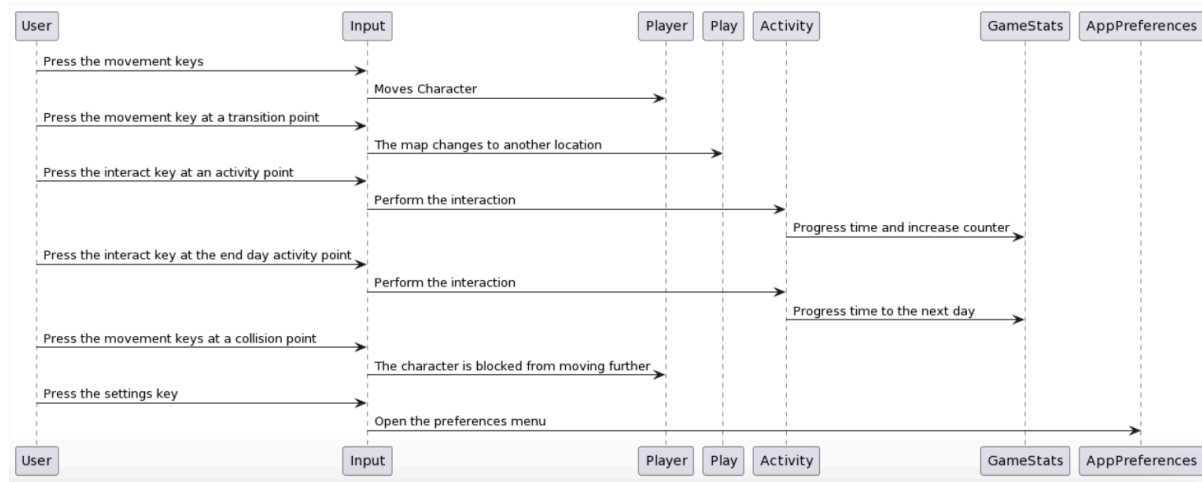 User Input Player Play Activity GameStats AppPreferences
Press the movement keys
Moves Character
Press the movement key at a transition point
The map changes to another location
Press the interact key at an activity point
Perform the interaction
Progress time and increase counter
Press the interact key at the end day activity point
Perform the interaction
Progress time to the next day
Press the movement keys at a collision point
The character is blocked from moving further
Press the settings key
Open the preferences menu
User Input Player Play Activity GameStats AppPreferences